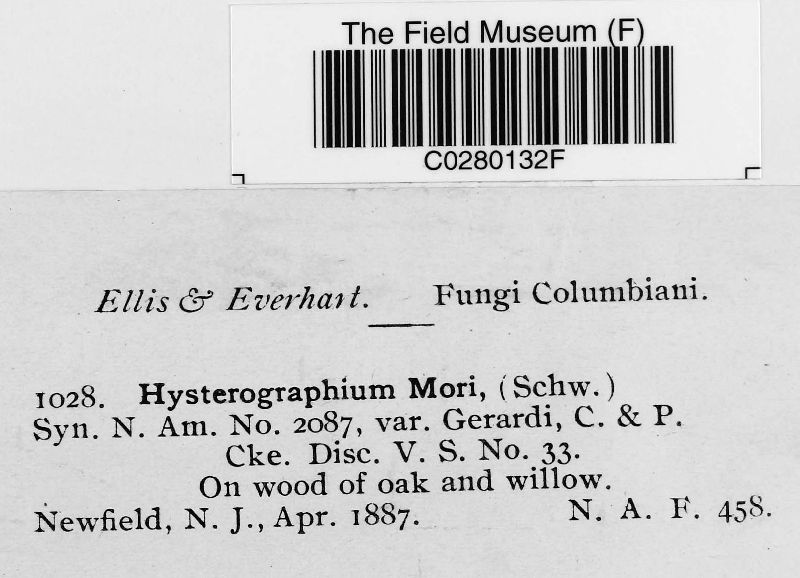 The Field Museum (F)
C0280132F
Ellis & Everhart. Fungi Columbiani.
1028. Hysterographium Mori, (Schw.)
Syn. N. Am. No. 2087, var. Gerardi, C. & P.
Cke. Disc. V. S. No. 33.
On wood of oak and willow.
Newfield, N. J., Apr. 1887. N. A. F. 458.